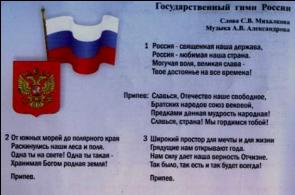 Государственный гимн России
Слова С.В. Михалкова
Музыка А.В. Александрова
1 Россия - священная наша держава,
Россия - любимая наша страна.
Могучая воля, великая слава -
Твое достоянье на все времена!
Припев: Славься, Отечество наше свободное,
Братских народов союз вековой,
Предками данная мудрость народная!
Славься, страна! Мы гордимся тобой!
2 От южных морей до полярного края
Раскинулись наши леса и поля.
Одна ты на свете! Одна ты такая -
Хранимая Богом родная земля!
Припев.
3 Широкий простор для мечты и для жизни
Грядущие нам открывают года.
Нам силу дает наша верность Отчизне.
Так было, так есть и так будет всегда!
Припев.